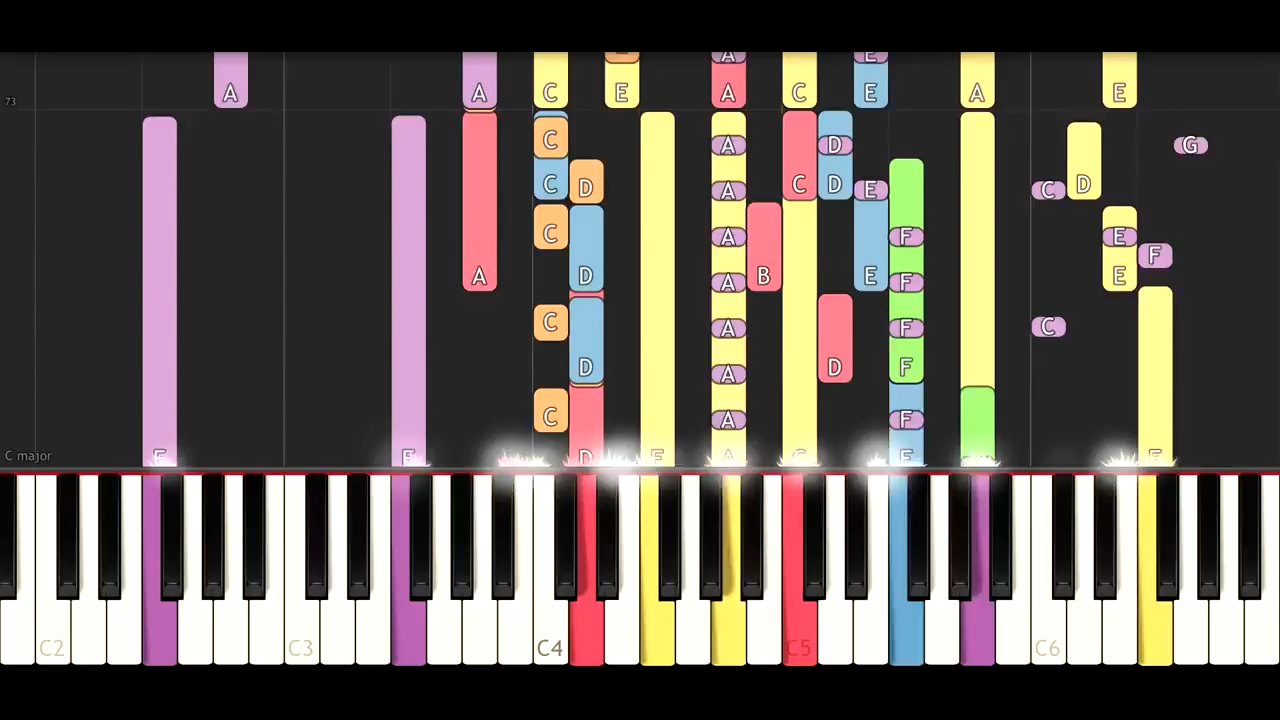 A A C E A A C E E A E
73
C A D G
C D A D E C D
C A B F E F
A D E A F E
C A F C
D A D F
C A F
C major F F D F A C F F
C2 C3 C4 C5 C6